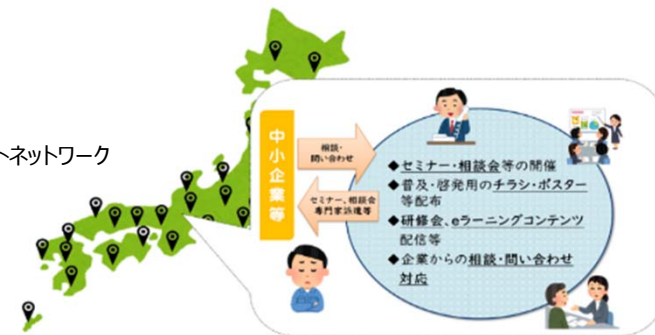 トネットワーク
中小企業等
相談・
問い合わせ
セミナー、相談会
専門家派遣等
◆セミナー・相談会等の開催
◆普及・啓発用のチラシ・ポスター
等配布
◆研修会、eラーニングコンテンツ
配信等
◆企業からの相談・問い合わせ
対応